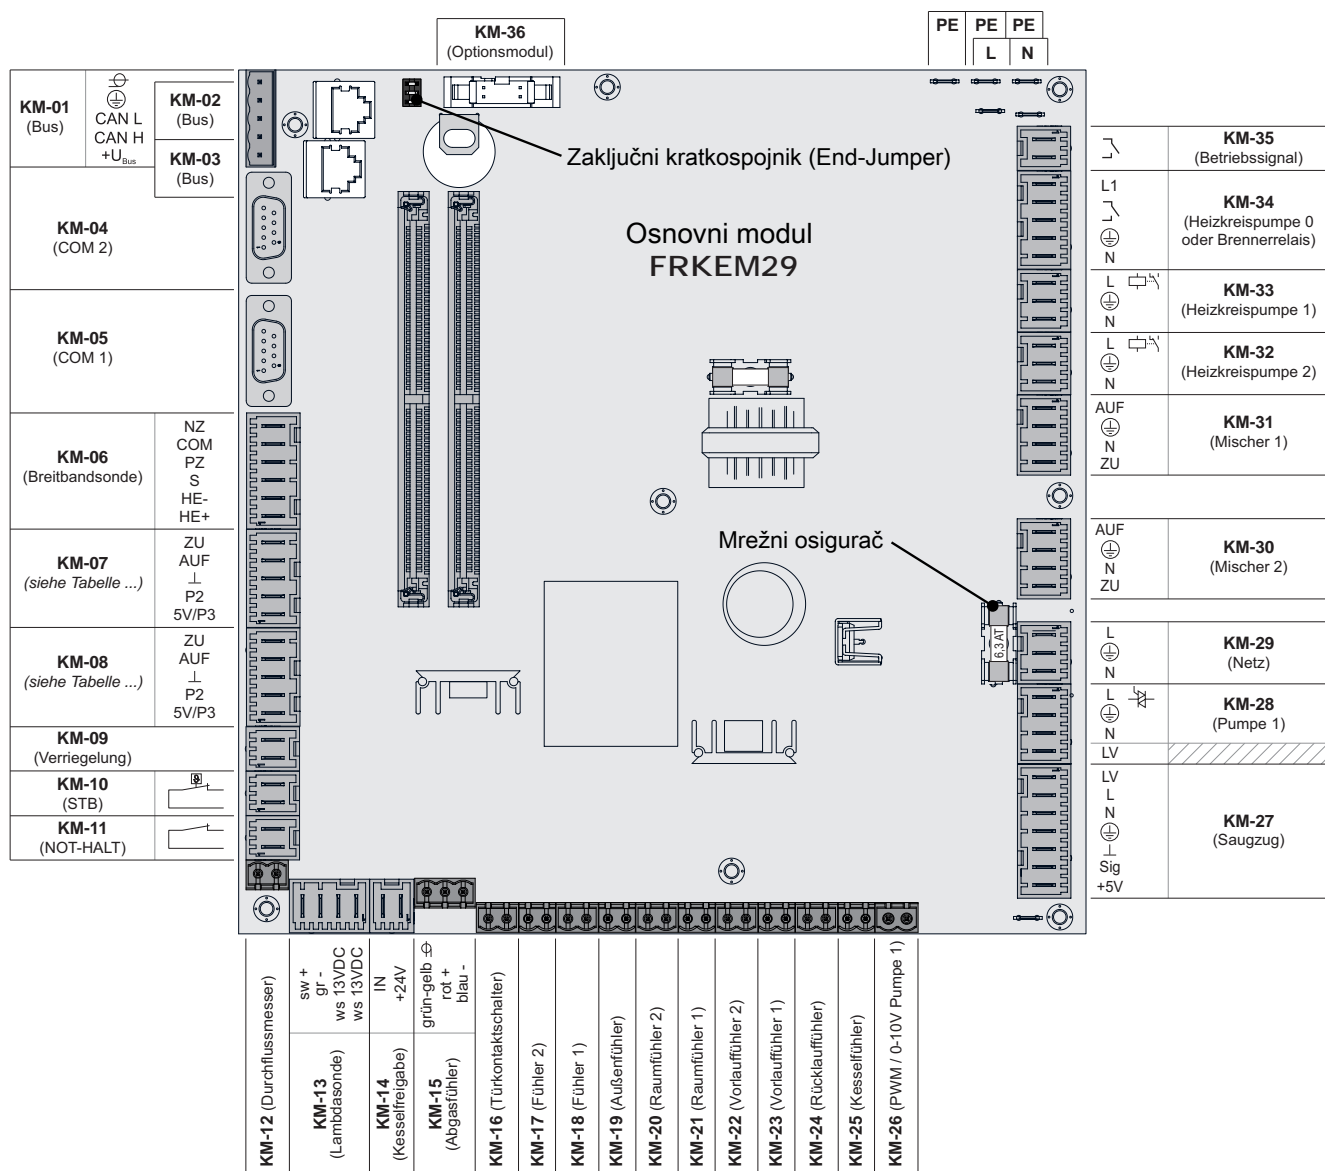 KM-36
(Optionsmodul)
PE PE PE
L N
KM-01
(Bus)
CAN L
CAN H
+U Bus
KM-02
(Bus)
KM-03
(Bus)
KM-04
(COM 2)
KM-05
(COM 1)
KM-06
(Breitbandsonde)
NZ
COM
PZ
S
HE-
HE+
KM-07
(siehe Tabelle ...)
ZU
AUF
P2
5V/P3
KM-08
(siehe Tabelle ...)
ZU
AUF
P2
5V/P3
KM-09
(Verriegelung)
KM-10
(STB)
KM-11
(NOT-HALT)
Zaključni kratkospojnik (End-Jumper)
Osnovni modul
FRKEM29
Mrežni osigurač
6,3 AT
KM-35
(Betriebssignal)
L1
N
KM-34
(Heizkreispumpe 0
oder Brennerrelais)
L
N
KM-33
(Heizkreispumpe 1)
L
N
KM-32
(Heizkreispumpe 2)
AUF
N
ZU
KM-31
(Mischer 1)
AUF
N
ZU
KM-30
(Mischer 2)
L
N
KM-29
(Netz)
L
N
LV
KM-28
(Pumpe 1)
LV
L
N
Sig
+5V
KM-27
(Saugzug)
KM-12 (Durchflussmesser)
sw +
gr -
ws 13VDC
ws 13VDC
KM-13
(Lambdasonde)
IN
+24V
KM-14
(Kesselfreigabe)
grün-gelb
rot +
blau -
KM-15
(Abgasfühler)
KM-16 (Türkontaktschalter)
KM-17 (Fühler 2)
KM-18 (Fühler 1)
KM-19 (Außenfühler)
KM-20 (Raumfühler 2)
KM-21 (Raumfühler 1)
KM-22 (Vorlauffühler 2)
KM-23 (Vorlauffühler 1)
KM-24 (Rücklauffühler)
KM-25 (Kesselfühler)
KM-26 (PWM / 0-10V Pumpe 1)